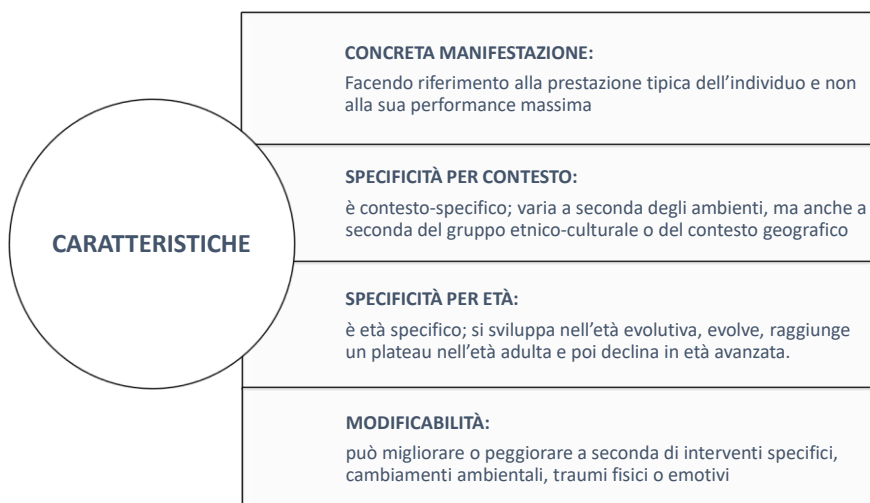 CONCRETA MANIFESTAZIONE:
Facendo riferimento alla prestazione tipica dell'individuo e non
alla sua performance massima
SPECIFICITÀ PER CONTESTO:
è contesto-specifico; varia a seconda degli ambienti, ma anche a
seconda del gruppo etnico-culturale o del contesto geografico
CARATTERISTICHE
SPECIFICITÀ PER ETÀ:
è età specifico; si sviluppa nell'età evolutiva, evolve, raggiunge
un plateau nell'età adulta e poi declina in età avanzata.
MODIFICABILITÀ:
può migliorare o peggiorare a seconda di interventi specifici,
cambiamenti ambientali, traumi fisici o emotivi